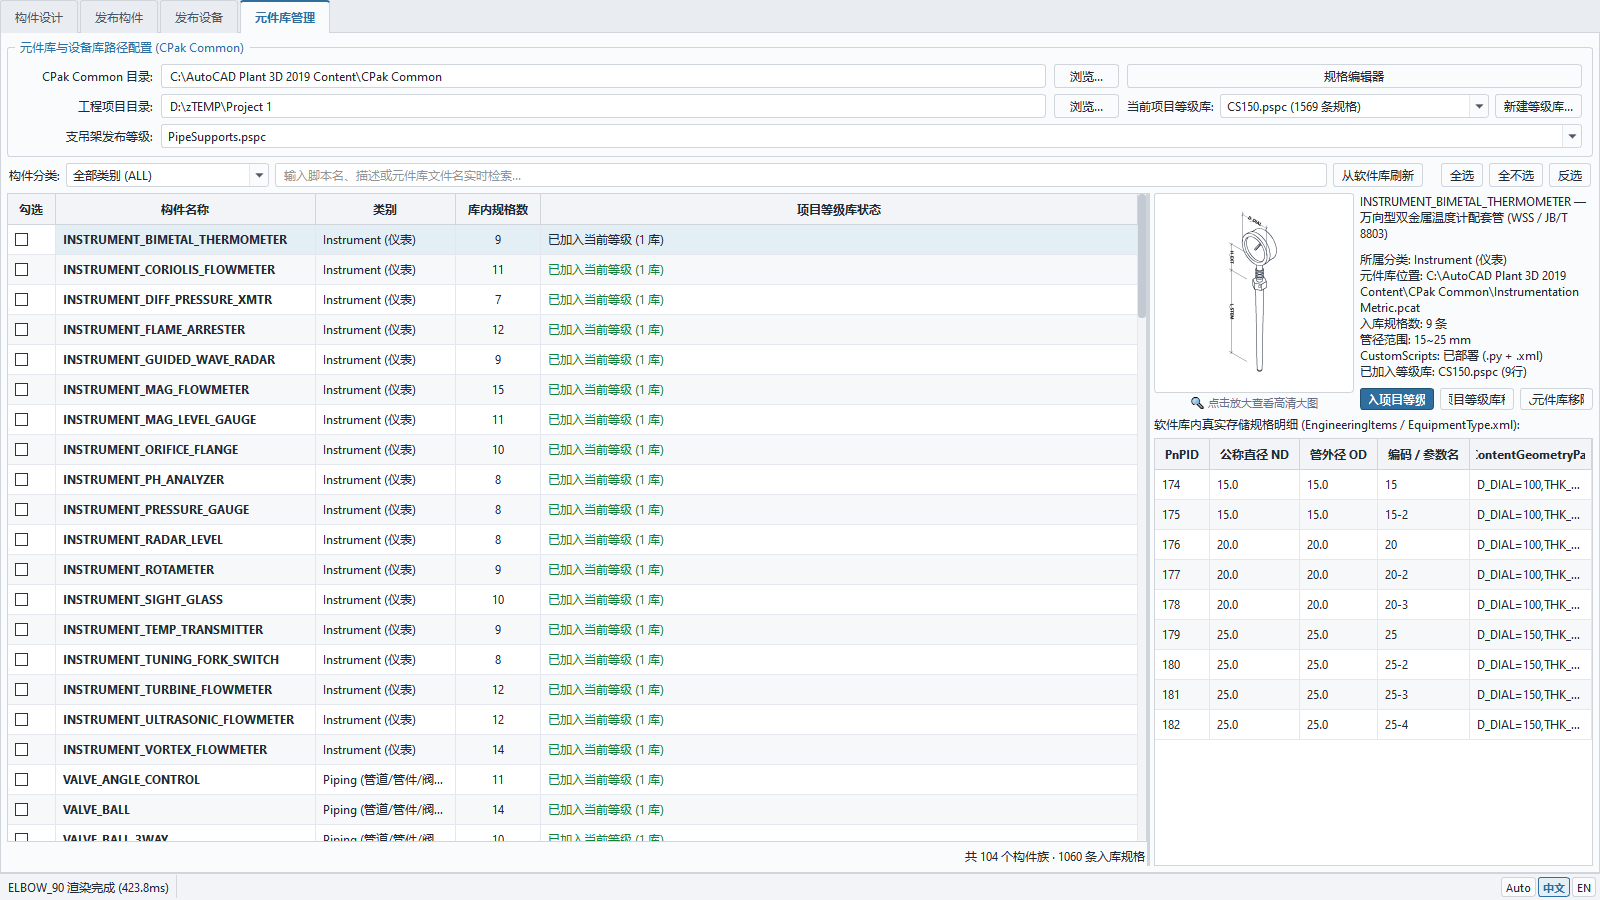 构件设计
发布构件
发布设备
元件库管理
元件库与设备库路径配置 (CPak Common)
CPak Common 目录:
C:\AutoCAD Plant 3D 2019 Content\CPak Common
浏览...
规格编辑器
工程项目目录:
D:\zTEMP\Project 1
浏览...
当前项目等级库:
CS150.pspc (1569 条规格)
新建等级库...
支吊架发布等级:
PipeSupports.pspc
构件分类:
全部类别 (ALL)
输入脚本名、描述或元件库文件名实时检索...
从软件库刷新
全选
全不选
反选
勾选 构件名称 类别 库内规格数 项目等级库状态
INSTRUMENT_BIMETAL_THERMOMETER Instrument (仪表) 9 已加入当前等级 (1 库)
INSTRUMENT_CORIOLIS_FLOWMETER Instrument (仪表) 11 已加入当前等级 (1 库)
INSTRUMENT_DIFF_PRESSURE_XMTR Instrument (仪表) 7 已加入当前等级 (1 库)
INSTRUMENT_FLAME_ARRESTER Instrument (仪表) 12 已加入当前等级 (1 库)
INSTRUMENT_GUIDED_WAVE_RADAR Instrument (仪表) 9 已加入当前等级 (1 库)
INSTRUMENT_MAG_FLOWMETER Instrument (仪表) 15 已加入当前等级 (1 库)
INSTRUMENT_MAG_LEVEL_GAUGE Instrument (仪表) 11 已加入当前等级 (1 库)
INSTRUMENT_ORIFICE_FLANGE Instrument (仪表) 10 已加入当前等级 (1 库)
INSTRUMENT_PH_ANALYZER Instrument (仪表) 8 已加入当前等级 (1 库)
INSTRUMENT_PRESSURE_GAUGE Instrument (仪表) 8 已加入当前等级 (1 库)
INSTRUMENT_RADAR_LEVEL Instrument (仪表) 8 已加入当前等级 (1 库)
INSTRUMENT_ROTAMETER Instrument (仪表) 9 已加入当前等级 (1 库)
INSTRUMENT_SIGHT_GLASS Instrument (仪表) 10 已加入当前等级 (1 库)
INSTRUMENT_TEMP_TRANSMITTER Instrument (仪表) 9 已加入当前等级 (1 库)
INSTRUMENT_TUNING_FORK_SWITCH Instrument (仪表) 8 已加入当前等级 (1 库)
INSTRUMENT_TURBINE_FLOWMETER Instrument (仪表) 12 已加入当前等级 (1 库)
INSTRUMENT_ULTRASONIC_FLOWMETER Instrument (仪表) 12 已加入当前等级 (1 库)
INSTRUMENT_VORTEX_FLOWMETER Instrument (仪表) 14 已加入当前等级 (1 库)
VALVE_ANGLE_CONTROL Piping (管道/管件/阀... 11 已加入当前等级 (1 库)
VALVE_BALL Piping (管道/管件/阀... 14 已加入当前等级 (1 库)
VALVE_BALL_3WAY Piping (管道/管件/阀... 10 已加入当前等级 (1 库)
共 104 个构件族 · 1060 条入库规格
点击放大查看高清大图
INSTRUMENT_BIMETAL_THERMOMETER —
万向型双金属温度计配套管 (WSS / JB/T
8803)
所属分类: Instrument (仪表)
元件库位置: C:\AutoCAD Plant 3D 2019
Content\CPak Common\Instrumentation
Metric.pcat
入库规格数: 9 条
管径范围: 15~25 mm
CustomScripts: 已部署 (.py + .xml)
已加入等级库: CS150.pspc (9行)
入项目等级
项目等级库移
元件库移除
软件库内真实存储规格明细 (EngineeringItems / EquipmentType.xml):
PnPID 公称直径 ND 管外径 OD 编码 / 参数名 ContentGeometryPa
174 15.0 15.0 15 D_DIAL=100,THK_...
175 15.0 15.0 15-2 D_DIAL=100,THK_...
176 20.0 20.0 20 D_DIAL=100,THK_...
177 20.0 20.0 20-2 D_DIAL=100,THK_...
178 20.0 20.0 20-3 D_DIAL=100,THK_...
179 25.0 25.0 25 D_DIAL=150,THK_...
180 25.0 25.0 25-2 D_DIAL=150,THK_...
181 25.0 25.0 25-3 D_DIAL=150,THK_...
182 25.0 25.0 25-4 D_DIAL=150,THK_...
ELBOW_90 渲染完成 (423.8ms)
Auto
中文
EN